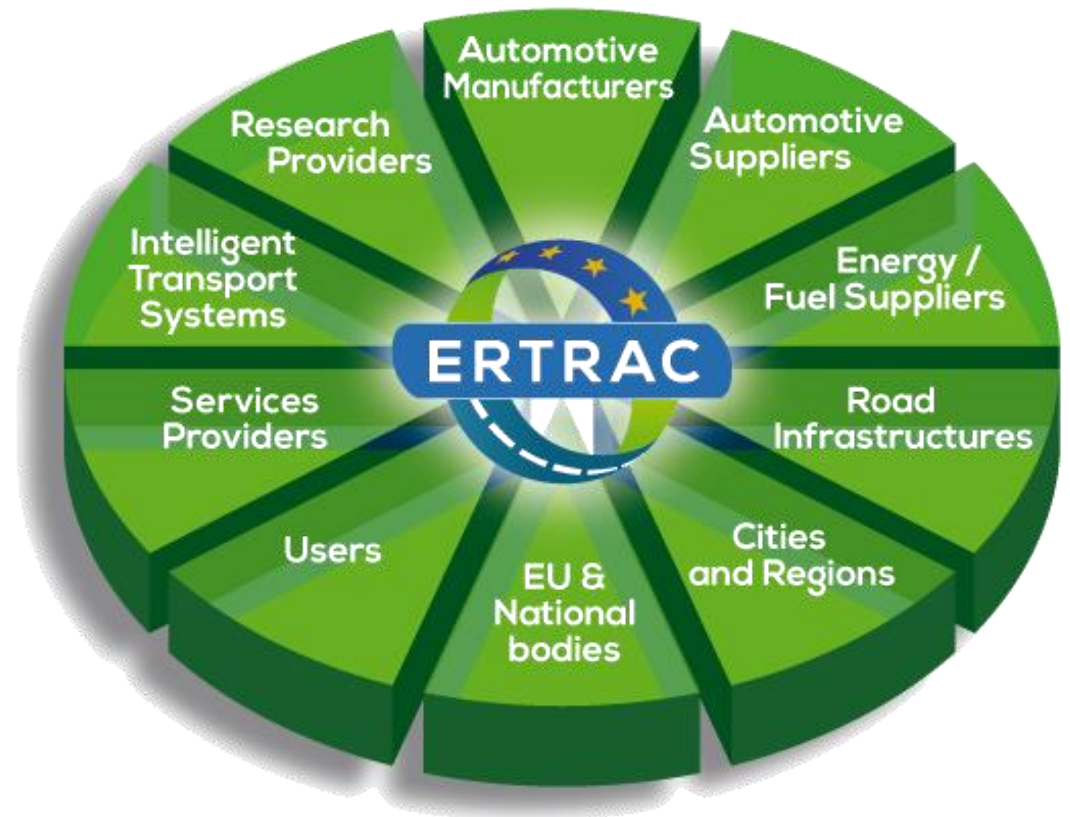 Automotive
Manufacturers
Automotive
Suppliers
Energy /
Fuel Suppliers
Road
Infrastructures
Cities
and Regions
EU &
National
bodies
Users
Services
Providers
Intelligent
Transport
Systems
Research
Providers
ERTRAC